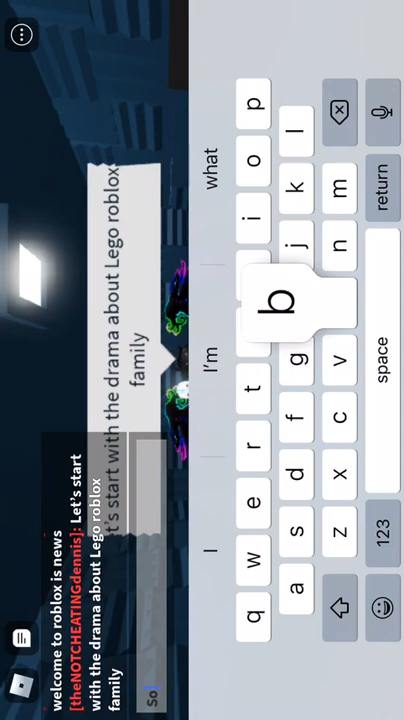 welcome to roblox is news
[theNOTCHEATINGdennis]: Let's start
with the drama about Lego roblox
family
t's start with the drama about Lego roblox
family
So
I
I'm
what
q w e r t i o p
a s d f g j k l
z x c v b n m
123
space
return